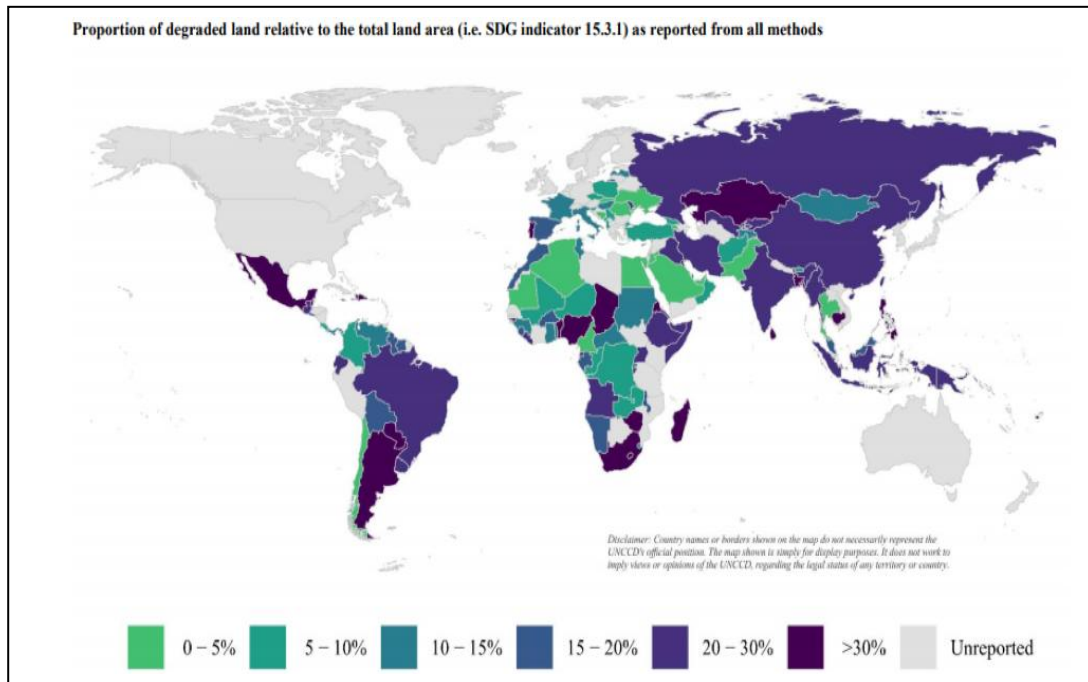 Proportion of degraded land relative to the total land area (i.e. SDG indicator 15.3.1) as reported from all methods
Disclaimer: Country names or borders shown on the map do not necessarily represent the
UNCCD's official position. The map shown is simply for display purposes. It does not work to
imply views or opinions of the UNCCD, regarding the legal status of any territory or country.
0 – 5%
5 – 10%
10 – 15%
15 – 20%
20 – 30%
>30%
Unreported